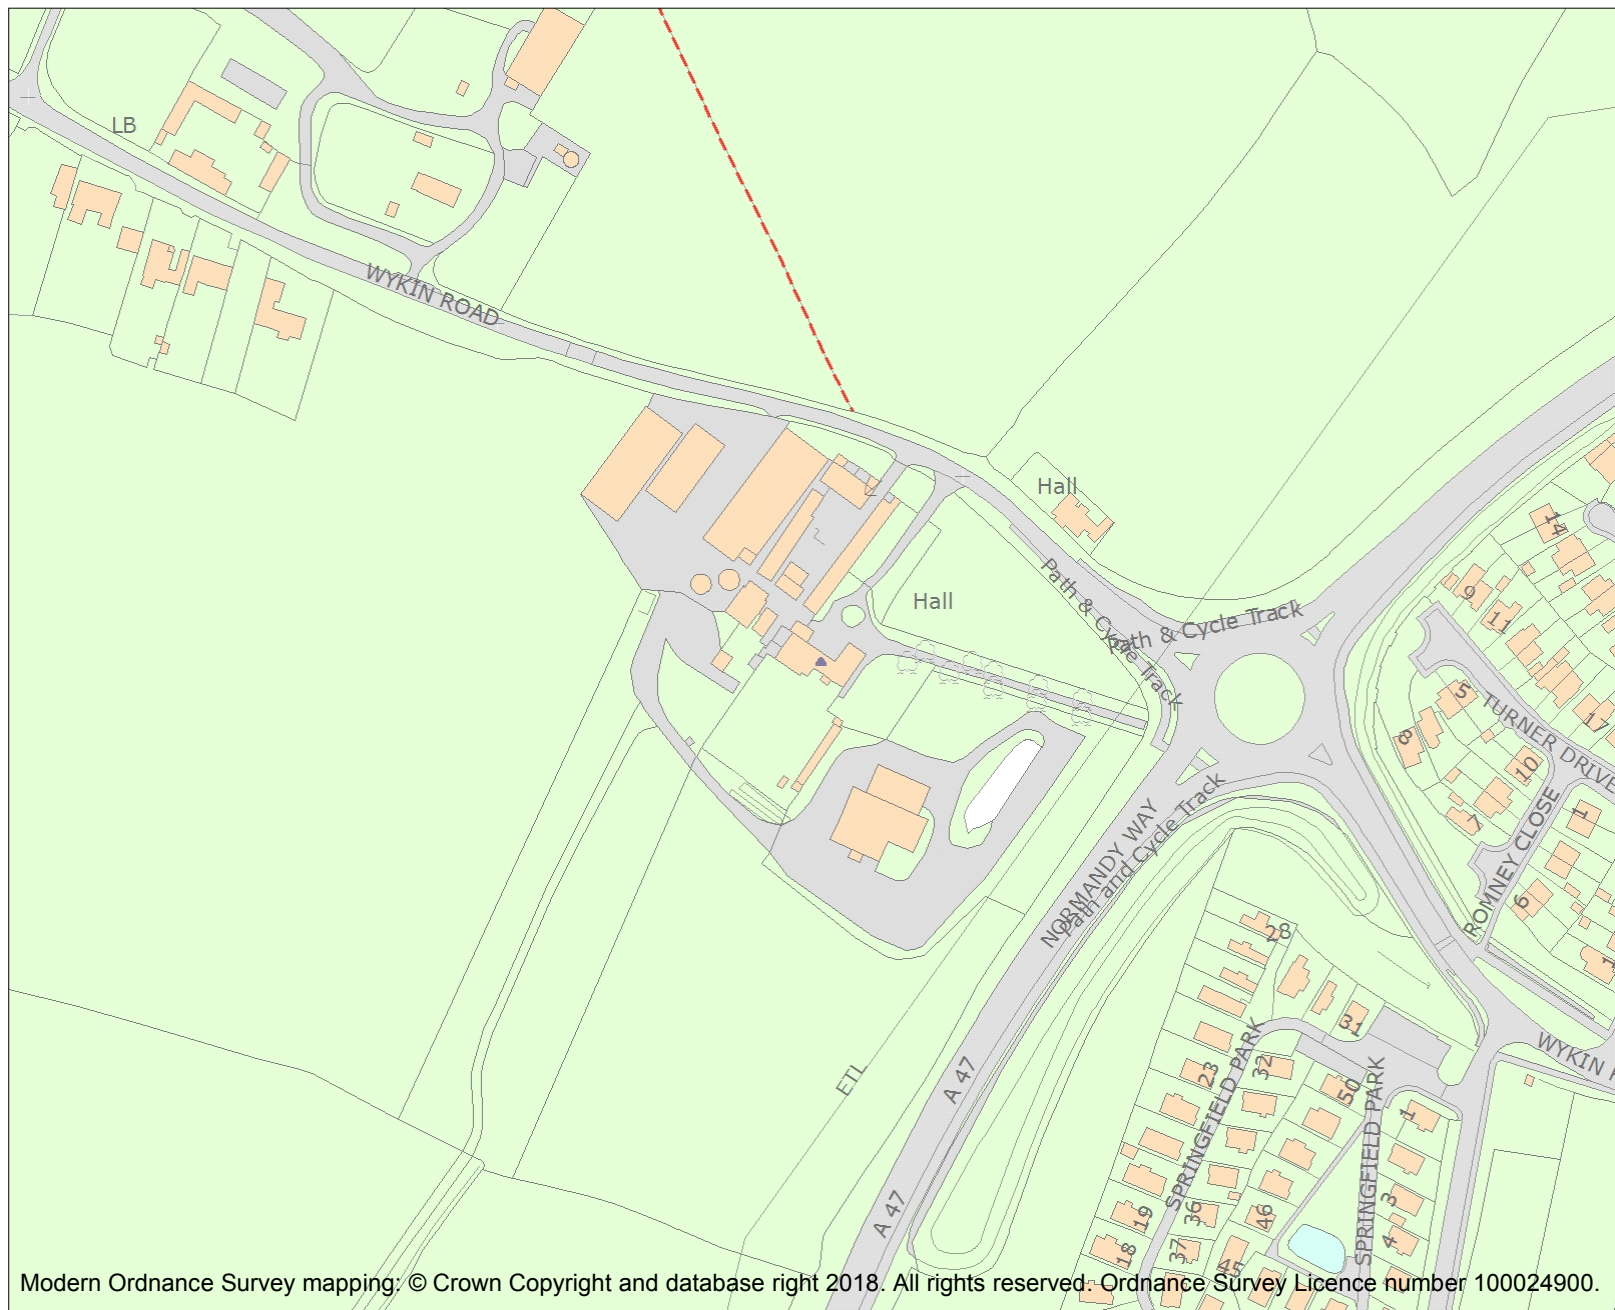 LB
WYKIN ROAD
Hall
14
Path & Cycle Track
Path & Cycle Track
9
11
Hall
5
TURNER DRIVE
17
8
10
ROMNEY CLOSE
1
7
NORMANDY WAY
Path and Cycle Track
6
28
31
WYKIN R
ETL
A 47
23
32
SPRINGFIELD PARK
50
SPRINGFIELD PARK
1
A 47
19
36
46
3
18
37
45
4
Modern Ordnance Survey mapping: © Crown Copyright and database right 2018. All rights reserved. Ordnance Survey Licence number 100024900.